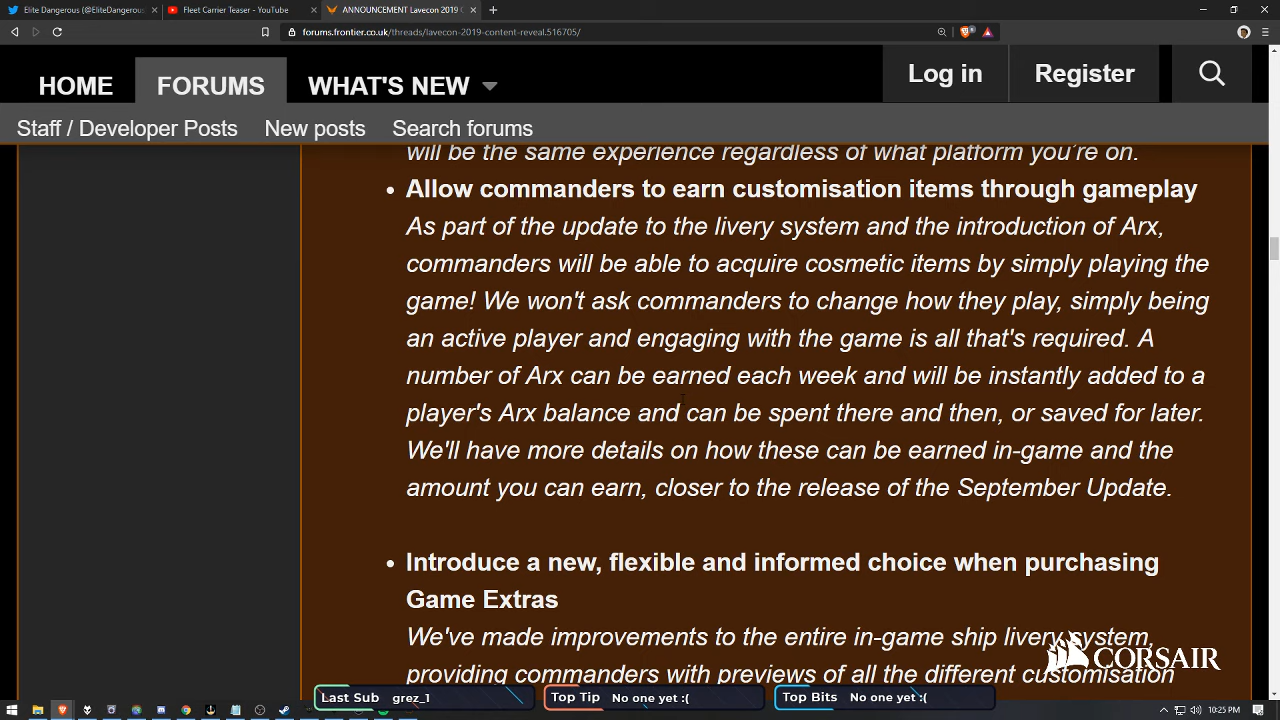 Elite Dangerous (@EliteDangerous
Fleet Carrier Teaser - YouTube
ANNOUNCEMENT Lavecon 2019 C
forums.frontier.co.uk/threads/lavecon-2019-content-reveal.516705/
HOME
FORUMS
WHAT'S NEW
Log in
Register
Staff / Developer Posts
New posts
Search forums
will be the same experience regardless of what platform you're on.
• Allow commanders to earn customisation items through gameplay
As part of the update to the livery system and the introduction of Arx,
commanders will be able to acquire cosmetic items by simply playing the
game! We won't ask commanders to change how they play, simply being
an active player and engaging with the game is all that's required. A
number of Arx can be earned each week and will be instantly added to a
player's Arx balance and can be spent there and then, or saved for later.
We'll have more details on how these can be earned in-game and the
amount you can earn, closer to the release of the September Update.
• Introduce a new, flexible and informed choice when purchasing
Game Extras
We've made improvements to the entire in-game ship livery system,
providing commanders with previews of all the different customisation
CORSAIR
Last Sub grez_1
Top Tip No one yet :(
Top Bits No one yet :(
10:25 PM